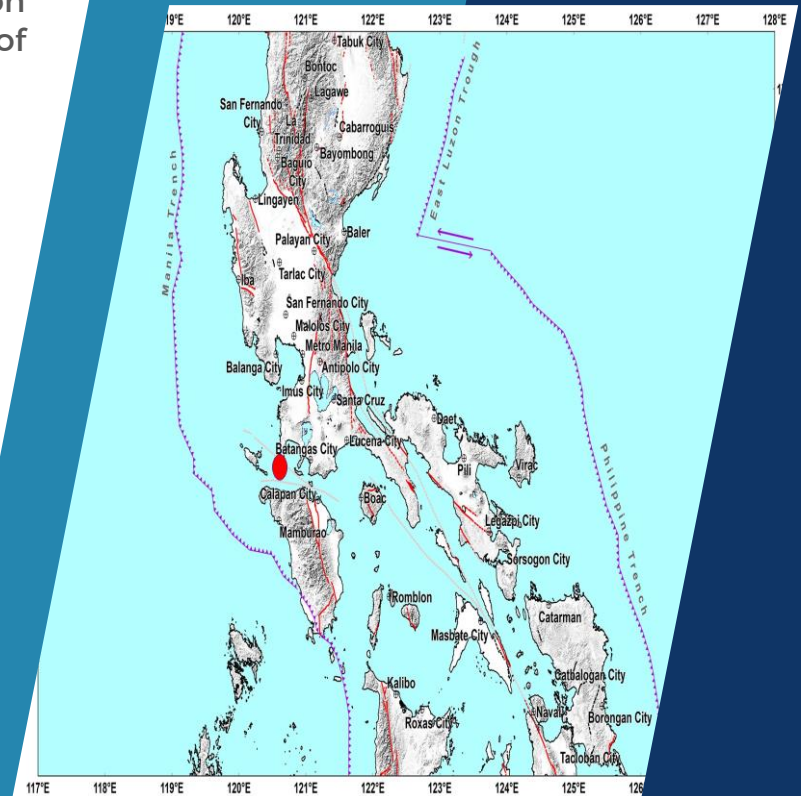 on
of
19°E 120°E 121°E 122°E 123°E 124°E 125°E 126°E 127°E 128°E
Tabuk City
Bontoc
Lagawe
San Fernando
City
La
Trinidad
Cabarroguis
Bayombong
Baguio
City
East Luzon Trough
Manila Trench
Lingayen
Baler
Palayan City
Tarlac City
Iba
San Fernando City
Malolos City
Metro Manila
Balanga City
Antipolo City
Imus City
Santa Cruz
Daet
Lucena City
Batangas City
Pili
Virac
Philippine Trench
Calapan City
Boac
Legazpi City
Mamburao
Sorsogon City
Romblon
Catarman
Masbate City
Catbalogan City
Kalibo
Naval
Borongan City
Roxas City
Tacloban City
117°E 118°E 119°E 120°E 121°E 122°E 123°E 124°E 125°E 126